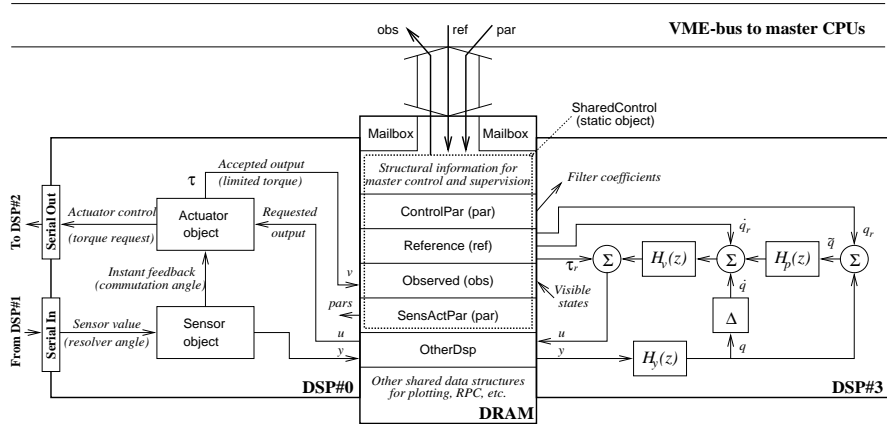 VME-bus to master CPUs
obs
ref
par
SharedControl
(static object)
Mailbox
Mailbox
Structural information for
master control and supervision
Filter coefficients
ControlPar (par)
Reference (ref)
Observed (obs)
SensActPar (par)
OtherDsp
Other shared data structures
for plotting, RPC, etc.
DRAM
To DSP#2
Serial Out
From DSP#1
Serial In
τ
Accepted output
(limited torque)
Actuator control
(torque request)
Actuator
object
Requested
output
Instant feedback
(commutation angle)
Sensor value
(resolver angle)
Sensor
object
v
pars
u
y
DSP#0
Visible
states
τr
Σ
Hv(z)
q̇r
Σ
q̇
Hp(z)
q̃
qr
Σ
Δ
u
y
Hy(z)
q
DSP#3